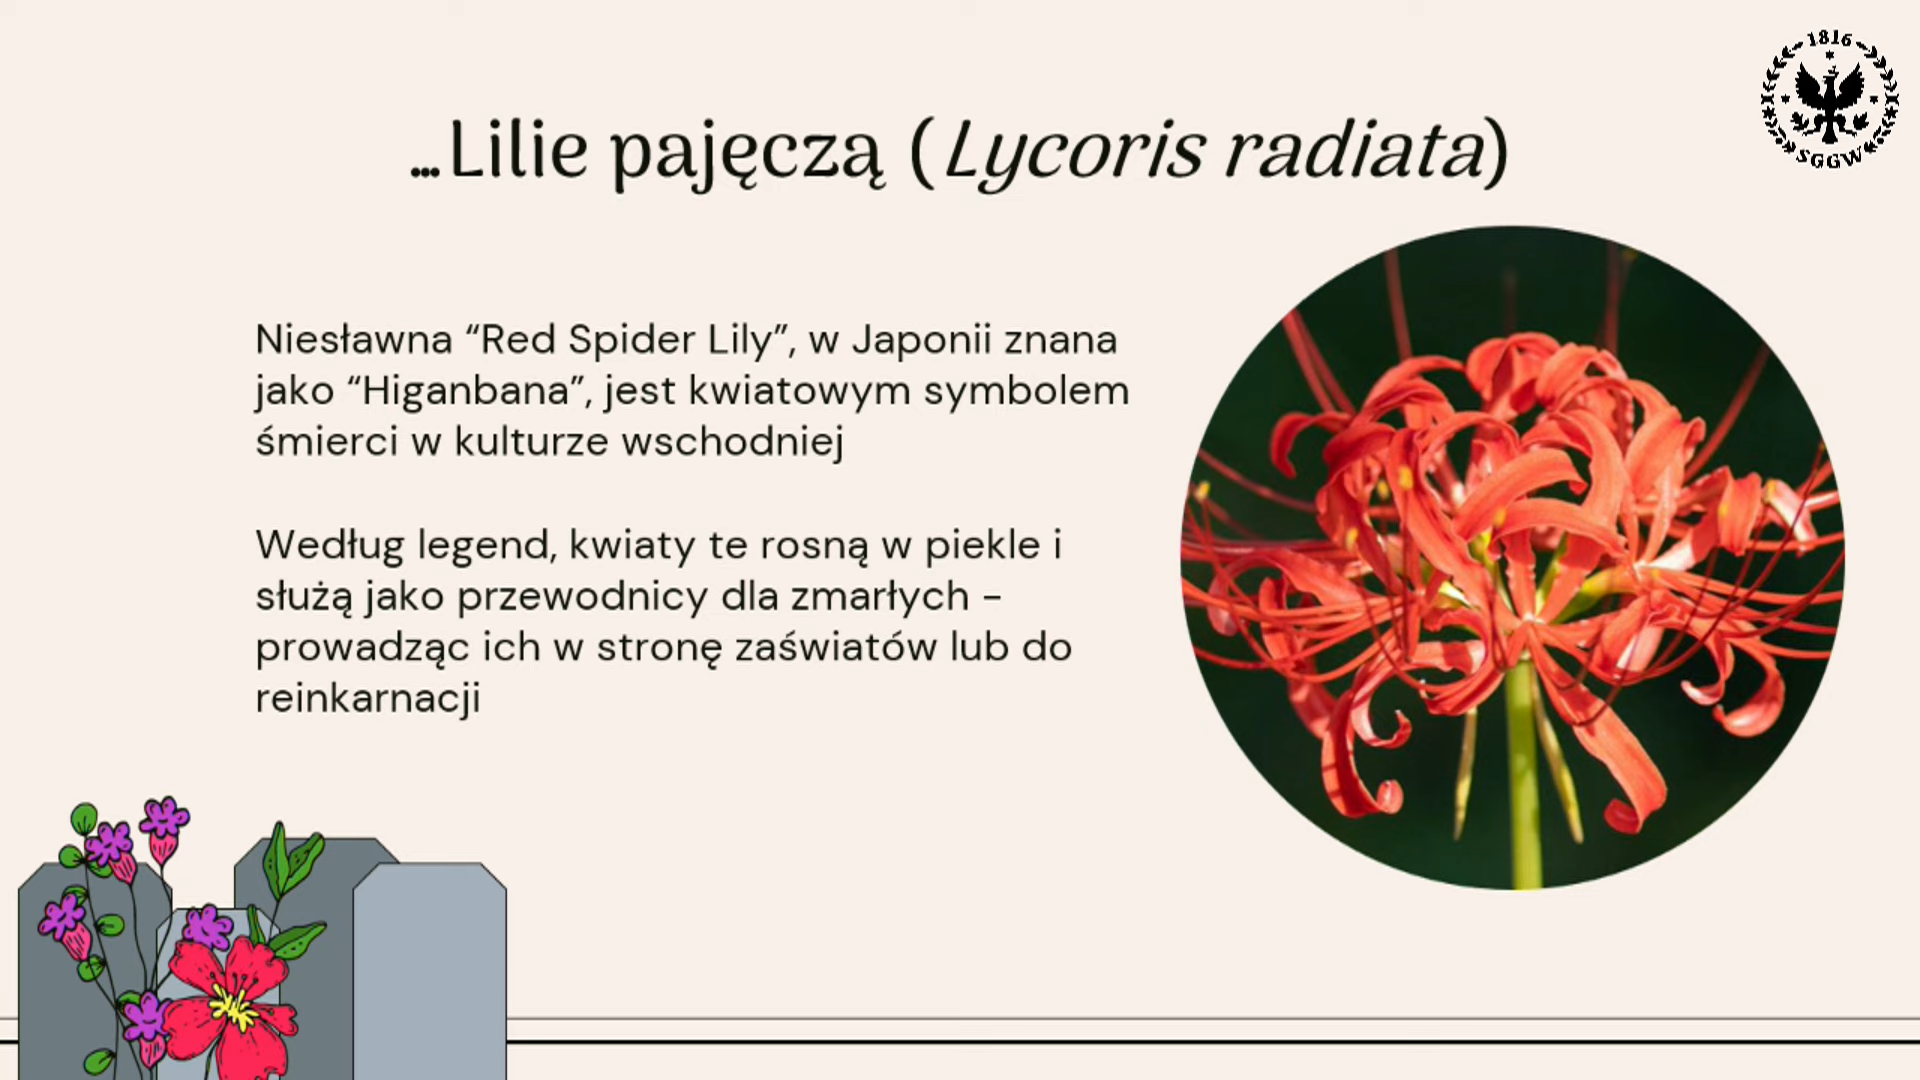 1816
SGGW
…Lilie pajęczą (Lycoris radiata)
Niesławna “Red Spider Lily”, w Japonii znana
jako “Higanbana”, jest kwiatowym symbolem
śmierci w kulturze wschodniej
Według legend, kwiaty te rosną w piekle i
służą jako przewodnicy dla zmarłych -
prowadząc ich w stronę zaświatów lub do
reinkarnacji